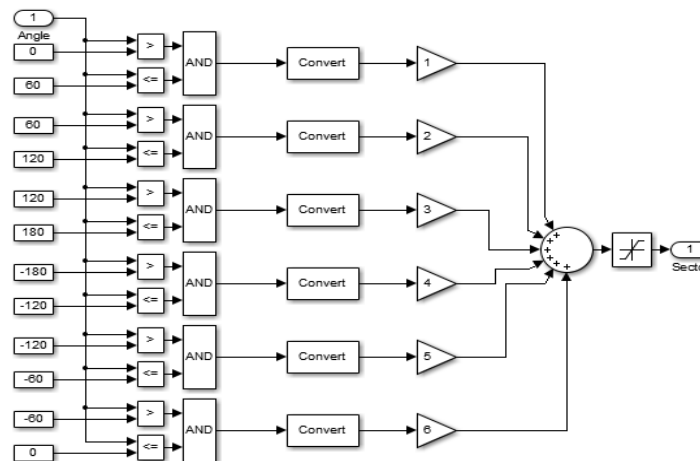 1
Angle
0
>
AND
Convert
1
60
<=
60
>
AND
Convert
2
120
<=
120
>
AND
Convert
3
180
<=
-180
>
AND
Convert
4
-120
<=
-120
>
AND
Convert
5
-60
<=
-60
>
AND
Convert
6
0
<=
+
+
+
+
+
+
1
Secto